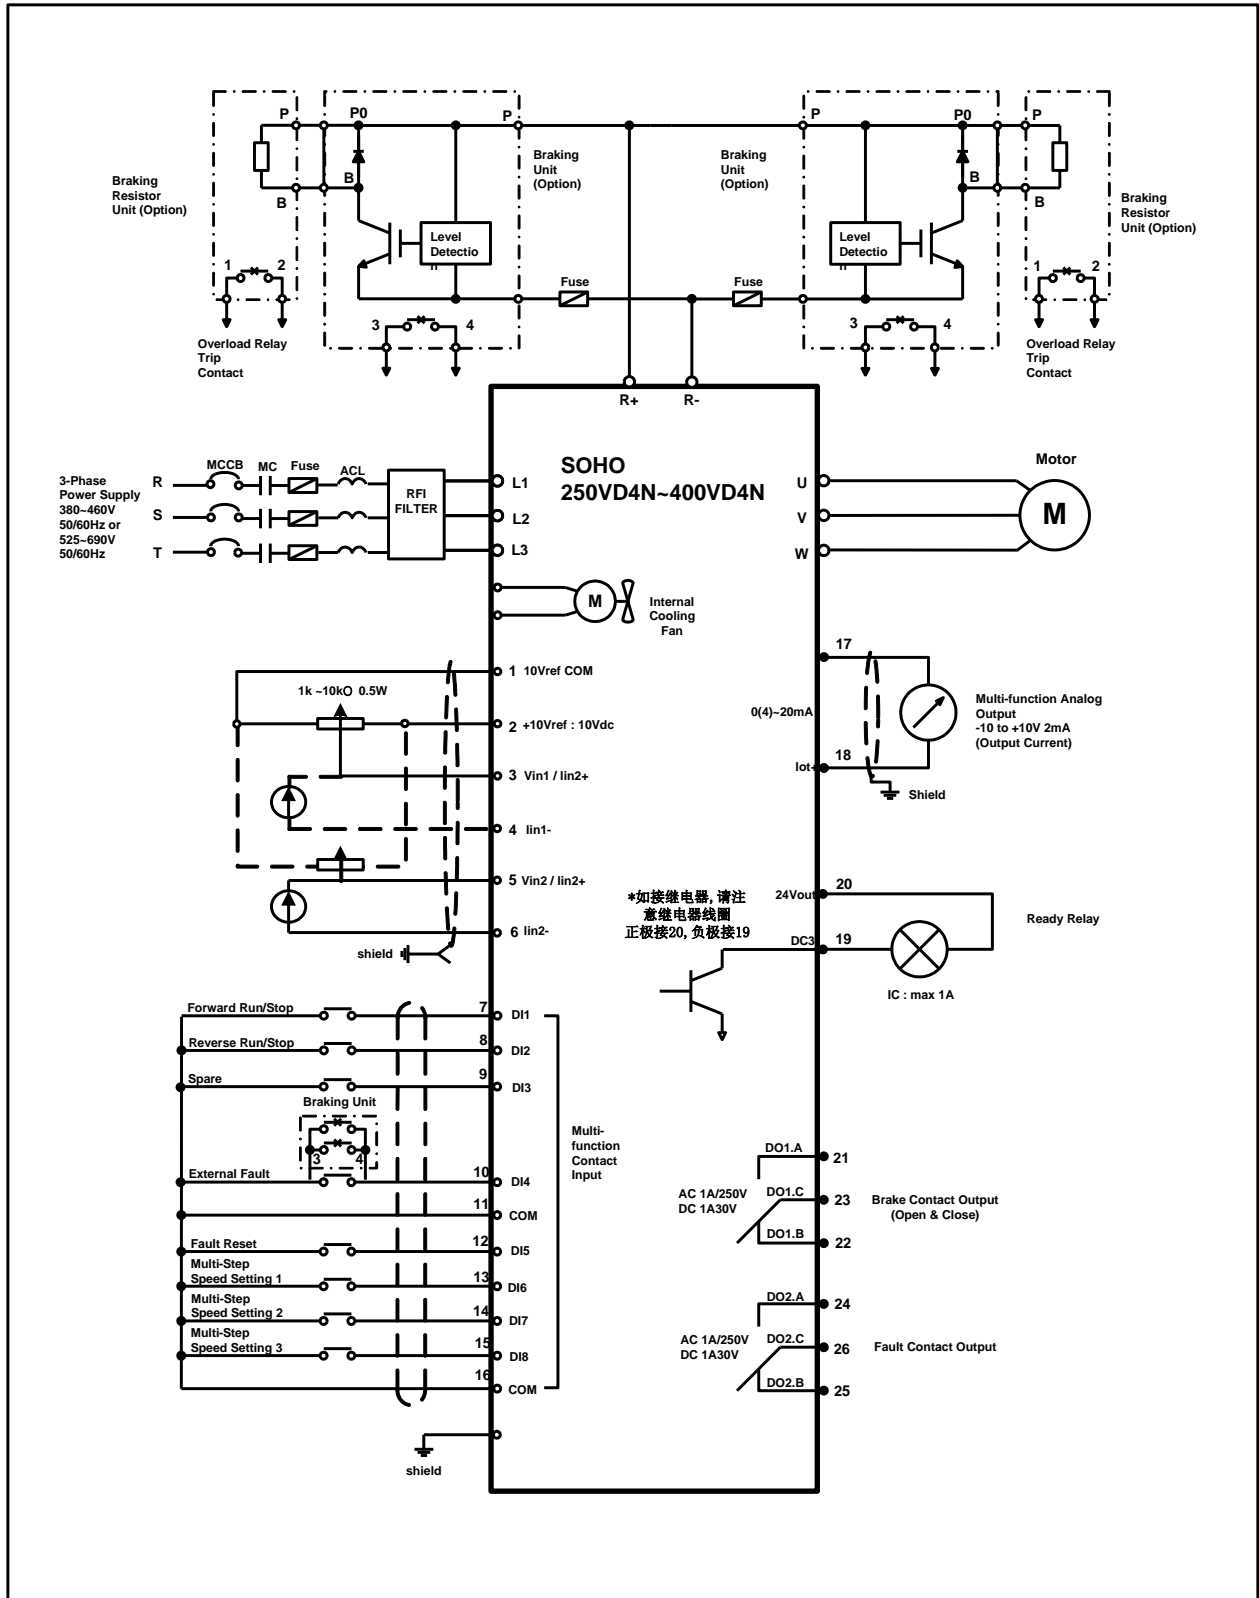 P
P0
P
P
P0
P
Braking
Unit
(Option)
Braking
Unit
(Option)
Braking
Resistor
Unit (Option)
B
B
B
B
Braking
Resistor
Unit (Option)
Level
Detectio
n
Level
Detectio
n
1
2
1
2
Fuse
Fuse
3
4
3
4
Overload Relay
Trip
Contact
Overload Relay
Trip
Contact
R+
R-
MCCB
MC
Fuse
ACL
3-Phase
Power Supply
380~460V
50/60Hz or
525~690V
50/60Hz
R
S
T
RFI
FILTER
L1
L2
L3
SOHO
250VD4N~400VD4N
U
V
W
Motor
M
M
Internal
Cooling
Fan
1 10Vref COM
1k ~10kO 0.5W
2 +10Vref : 10Vdc
3 Vin1 / Iin2+
4 Iin1-
5 Vin2 / Iin2+
6 Iin2-
shield
17
0(4)~20mA
18
Iot+
Multi-function Analog
Output
-10 to +10V 2mA
(Output Current)
Shield
*如接继电器,请注
意继电器线圈
正极接20,负极接19
24Vout
20
DC3
19
Ready Relay
IC : max 1A
Forward Run/Stop
7
DI1
Reverse Run/Stop
8
DI2
Spare
9
DI3
Braking Unit
3
4
External Fault
10
DI4
11
COM
Fault Reset
12
DI5
Multi-Step
Speed Setting 1
13
DI6
Multi-Step
Speed Setting 2
14
DI7
Multi-Step
Speed Setting 3
15
DI8
16
COM
Multi-
function
Contact
Input
shield
DO1.A
21
AC 1A/250V
DC 1A30V
DO1.C
23
DO1.B
22
Brake Contact Output
(Open & Close)
DO2.A
24
AC 1A/250V
DC 1A30V
DO2.C
26
DO2.B
25
Fault Contact Output